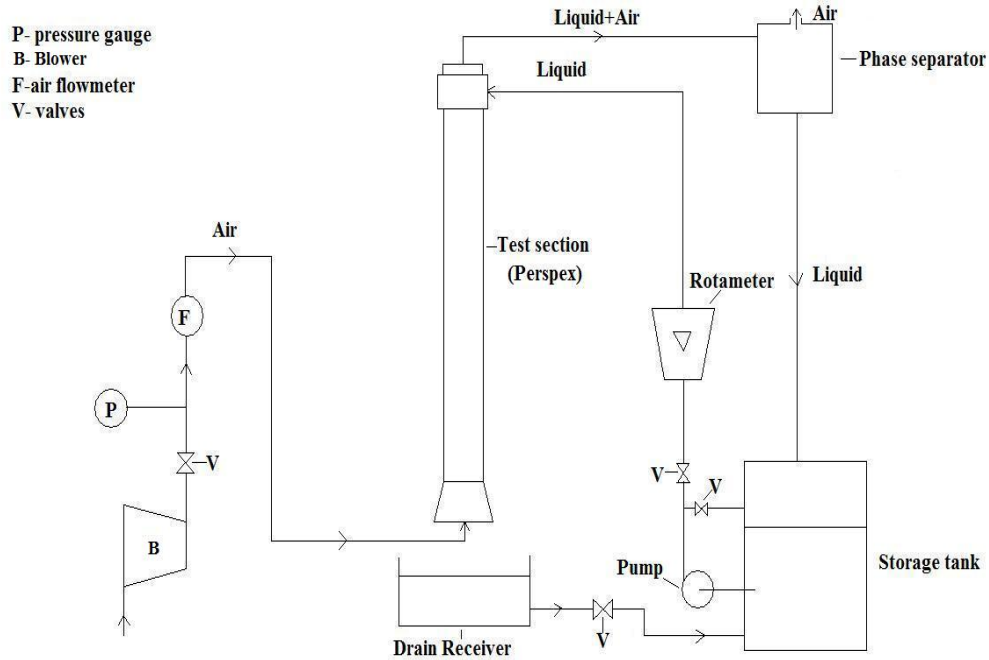 P- pressure gauge
B- Blower
F-air flowmeter
V- valves
Liquid+Air
Air
Phase separator
Liquid
Air
Test section
(Perspex)
Rotameter
Liquid
F
P
V
V
V
B
Pump
Storage tank
V
Drain Receiver